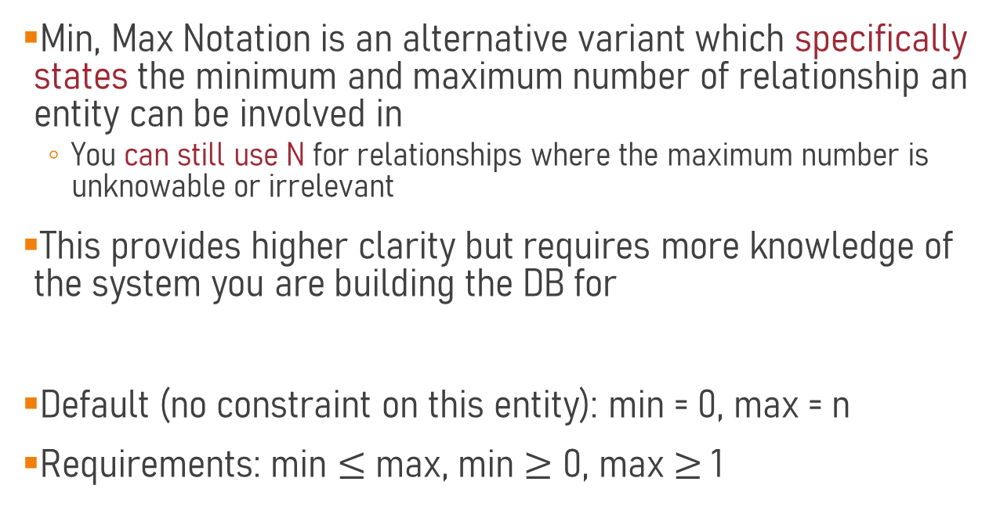 ▪Min, Max Notation is an alternative variant which specifically
states the minimum and maximum number of relationship an
entity can be involved in
◦ You can still use N for relationships where the maximum number is
unknowable or irrelevant
▪This provides higher clarity but requires more knowledge of
the system you are building the DB for
▪Default (no constraint on this entity): min = 0, max = n
▪Requirements: min ≤ max, min ≥ 0, max ≥ 1